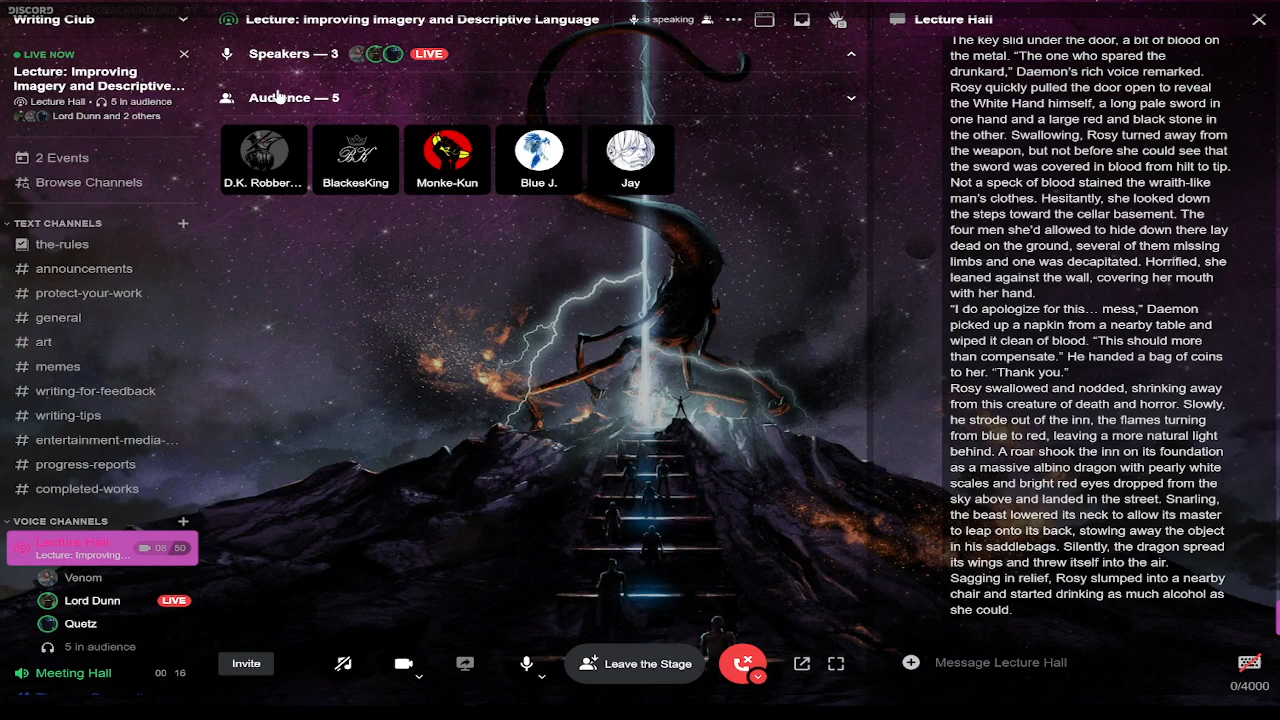 DISCORD
Writing Club
LIVE NOW
Lecture: Improving
Imagery and Descriptive...
Lecture Hall • 5 in audience
Lord Dunn and 2 others
2 Events
Browse Channels
TEXT CHANNELS
the-rules
announcements
protect-your-work
general
art
memes
writing-for-feedback
writing-tips
entertainment-media-...
progress-reports
completed-works
VOICE CHANNELS
Lecture Hall
Lecture: Improving...
08 50
Venom
Lord Dunn LIVE
Quetz
5 in audience
Meeting Hall 00 16
Lecture: Improving Imagery and Descriptive Language
3 speaking
Speakers — 3 LIVE
Audience — 5
D.K. Robber...
BK
BlackesKing
Monke-Kun
Blue J.
Jay
Invite
Leave the Stage
Lecture Hall
The key slid under the door, a bit of blood on
the metal. “The one who spared the
drunkard,” Daemon’s rich voice remarked.
Rosy quickly pulled the door open to reveal
the White Hand himself, a long pale sword in
one hand and a large red and black stone in
the other. Swallowing, Rosy turned away from
the weapon, but not before she could see that
the sword was covered in blood from hilt to tip.
Not a speck of blood stained the wraith-like
man’s clothes. Hesitantly, she looked down
the steps toward the cellar basement. The
four men she’d allowed to hide down there lay
dead on the ground, several of them missing
limbs and one was decapitated. Horrified, she
leaned against the wall, covering her mouth
with her hand.
“I do apologize for this… mess,” Daemon
picked up a napkin from a nearby table and
wiped it clean of blood. “This should more
than compensate.” He handed a bag of coins
to her. “Thank you.”
Rosy swallowed and nodded, shrinking away
from this creature of death and horror. Slowly,
he strode out of the inn, the flames turning
from blue to red, leaving a more natural light
behind. A roar shook the inn on its foundation
as a massive albino dragon with pearly white
scales and bright red eyes dropped from the
sky above and landed in the street. Snarling,
the beast lowered its neck to allow its master
to leap onto its back, stowing away the object
in his saddlebags. Silently, the dragon spread
its wings and threw itself into the air.
Sagging in relief, Rosy slumped into a nearby
chair and started drinking as much alcohol as
she could.
Message Lecture Hall
0/4000